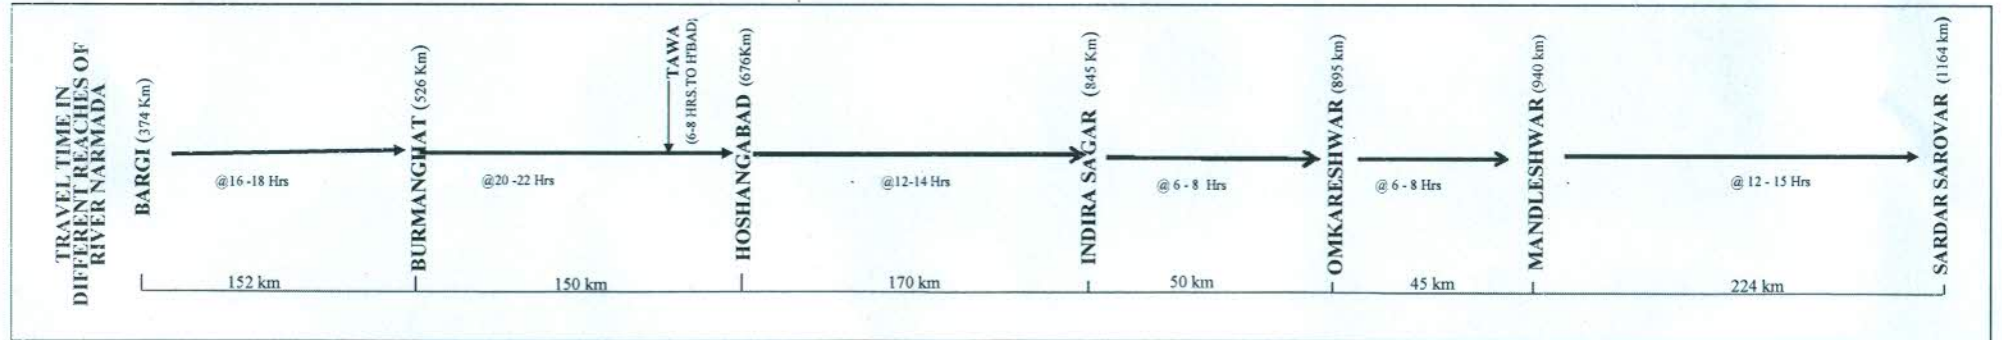 TRAVEL TIME IN
DIFFERENT REACHES OF
RIVER NARMADA
BARGI (374 Km)
@16 -18 Hrs
BURMANGHAT (526 Km)
@20 -22 Hrs
TAWA
(6-8 HRS.TO H'BAD)
HOSHANGABAD (676Km)
@12-14 Hrs
INDIRA SAGAR (845 Km)
@ 6 - 8 Hrs
OMKARESHWAR (895 km)
@ 6 - 8 Hrs
MANDLESHWAR (940 km)
@ 12 - 15 Hrs
SARDAR SAROVAR (1164 km)
152 km
150 km
170 km
50 km
45 km
224 km